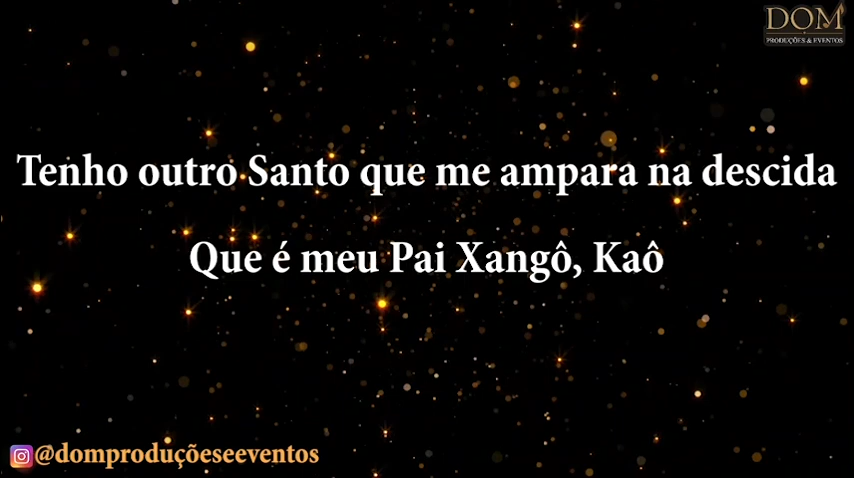 DOM
PRODUÇÕES & EVENTOS
Tenho outro Santo que me ampara na descida
Que é meu Pai Xangô, Kaô
@domproduçõeseeventos